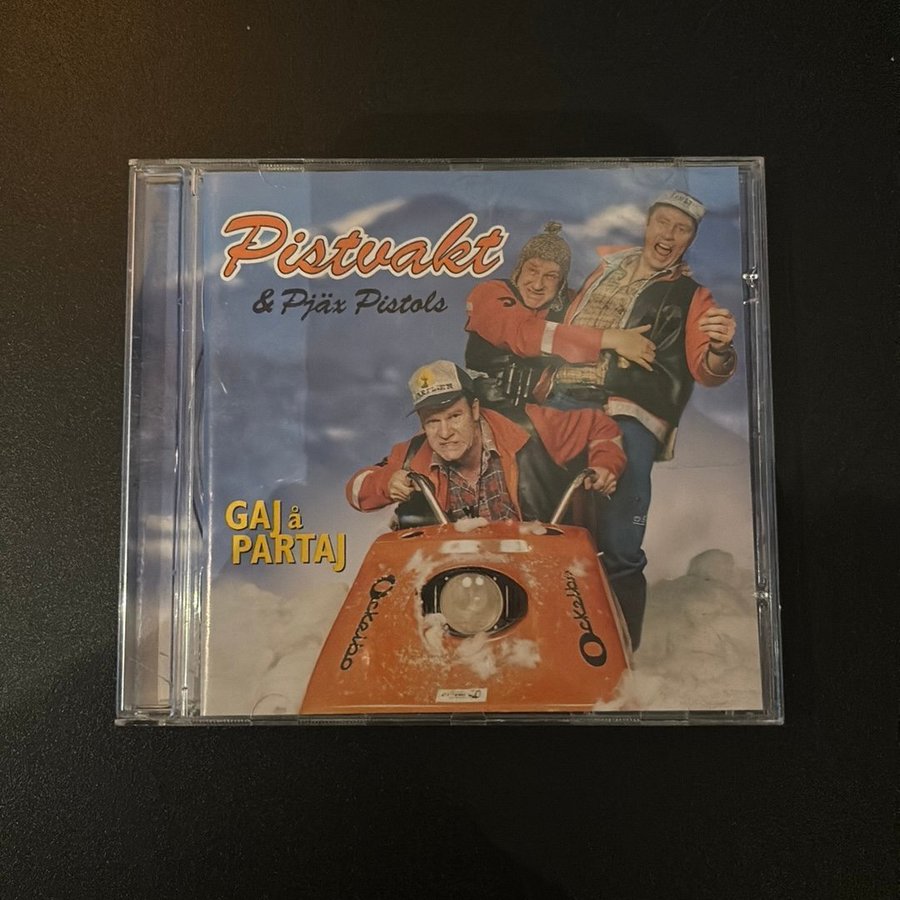 Pistvakt
& Pjäx Pistols
GAJ å
PARTAJ
Ockelbo
Ockelbo